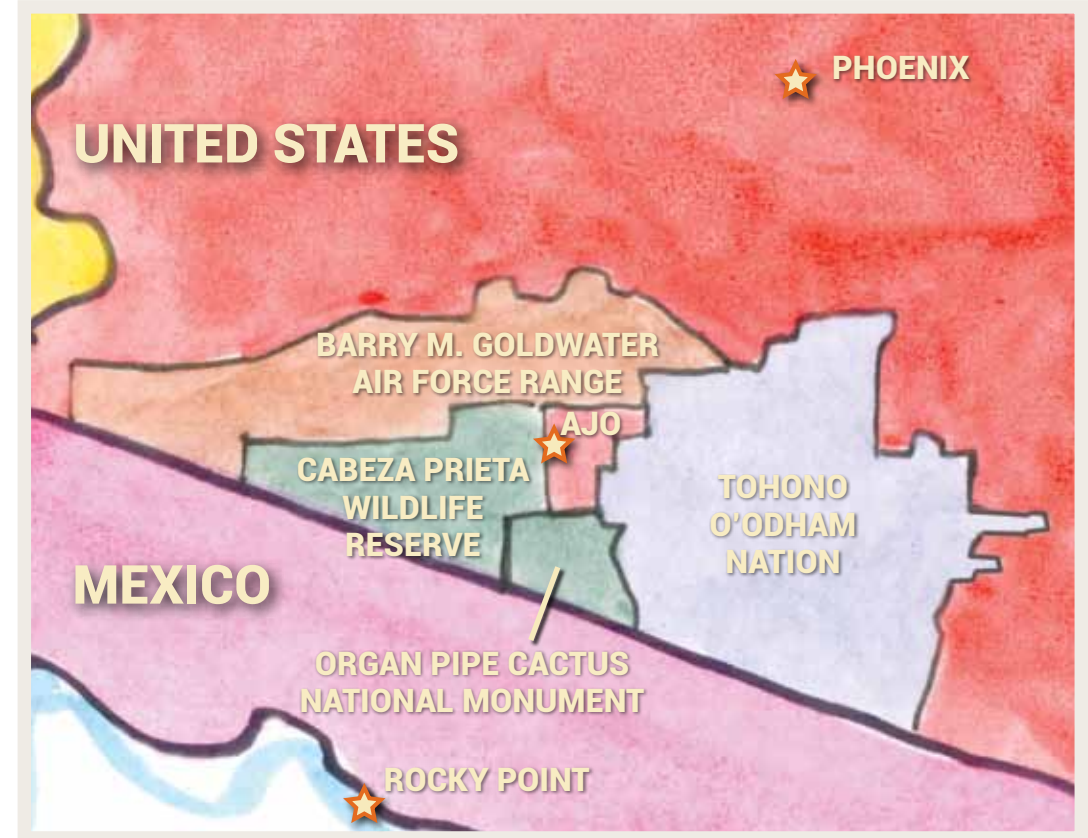 PHOENIX
UNITED STATES
BARRY M. GOLDWATER
AIR FORCE RANGE
AJO
CABEZA PRIETA
WILDLIFE
RESERVE
TOHONO
O'ODHAM
NATION
MEXICO
ORGAN PIPE CACTUS
NATIONAL MONUMENT
ROCKY POINT